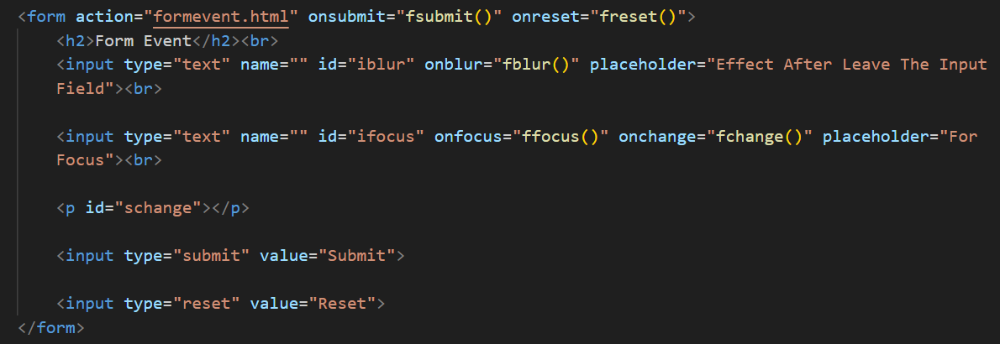 <form action="formevent.html" onsubmit="fsubmit()" onreset="freset()">
<h2>Form Event</h2><br>
<input type="text" name="" id="iblur" onblur="fblur()" placeholder="Effect After Leave The Input
Field"><br>
<input type="text" name="" id="ifocus" onfocus="ffocus()" onchange="fchange()" placeholder="For
Focus"><br>
<p id="schange"></p>
<input type="submit" value="Submit">
<input type="reset" value="Reset">
</form>